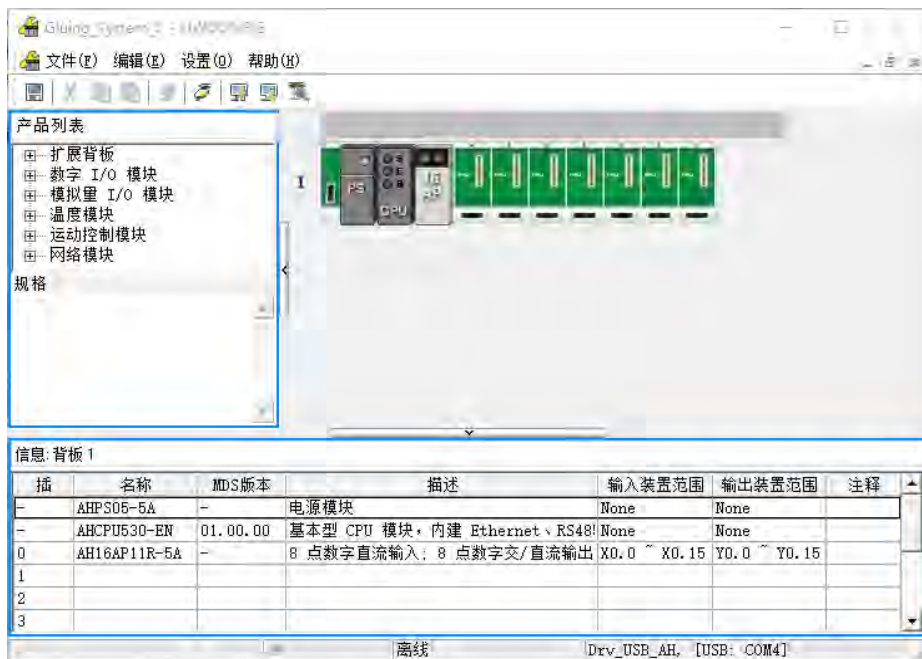 文件(F) 编辑(E) 设置(O) 帮助(H)
产品列表
扩展背板
数字 I/O 模块
模拟量 I/O 模块
温度模块
运动控制模块
网络模块
规格
1
PS
CPU
信息:背板 1
插 名称 MDS版本 描述 输入装置范围 输出装置范围 注释
- AHPS05-5A - 电源模块 None None
- AHCPU530-EN 01.00.00 基本型 CPU 模块，内建 Ethernet、RS48 None None
0 AH16AP11R-5A - 8 点数字直流输入; 8 点数字交/直流输出 X0.0 ~ X0.15 Y0.0 ~ Y0.15
1
2
3
离线 Drv_USB_AH, [USB: COM4]